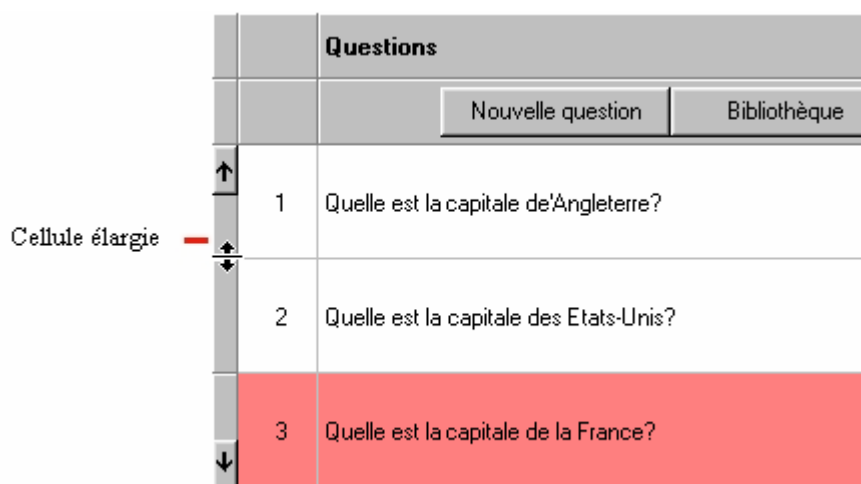 Questions
Nouvelle question Bibliothèque
1 Quelle est la capitale de'Angleterre?
Cellule élargie
2 Quelle est la capitale des Etats-Unis?
3 Quelle est la capitale de la France?